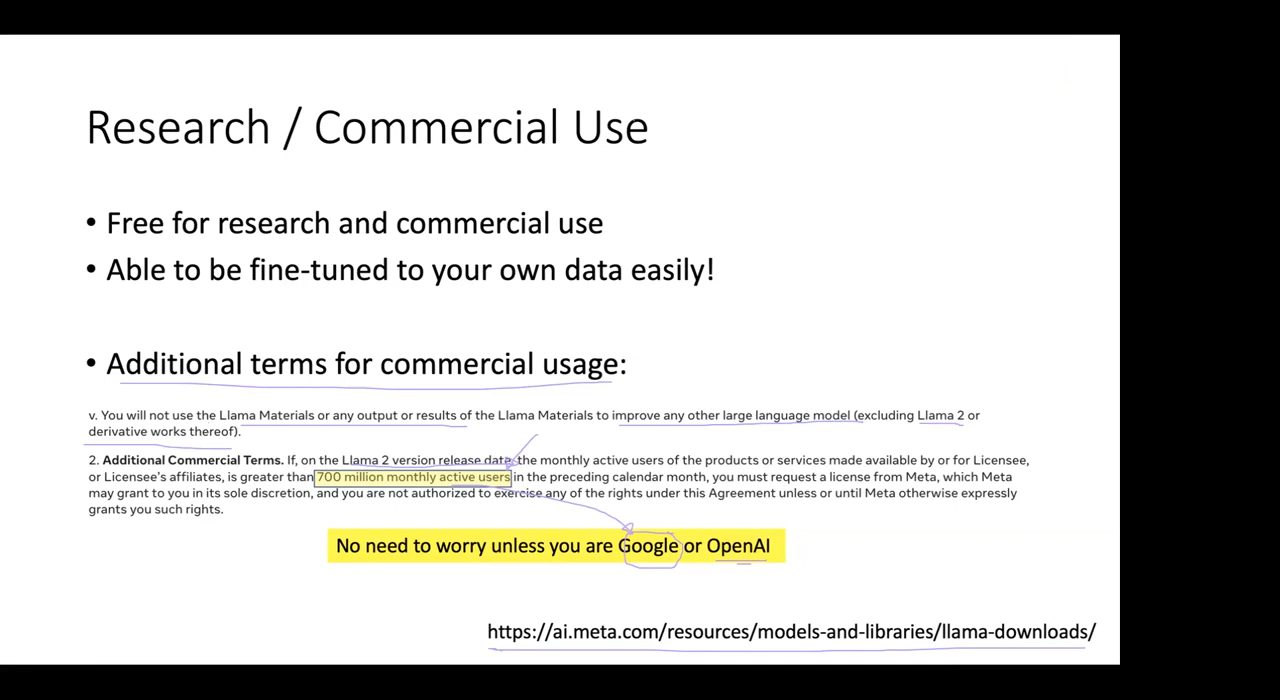 Research / Commercial Use
• Free for research and commercial use
• Able to be fine-tuned to your own data easily!
• Additional terms for commercial usage:
v. You will not use the Llama Materials or any output or results of the Llama Materials to improve any other large language model (excluding Llama 2 or
derivative works thereof).
2. Additional Commercial Terms. If, on the Llama 2 version release date, the monthly active users of the products or services made available by or for Licensee,
or Licensee's affiliates, is greater than 700 million monthly active users in the preceding calendar month, you must request a license from Meta, which Meta
may grant to you in its sole discretion, and you are not authorized to exercise any of the rights under this Agreement unless or until Meta otherwise expressly
grants you such rights.
No need to worry unless you are Google or OpenAI
https://ai.meta.com/resources/models-and-libraries/llama-downloads/